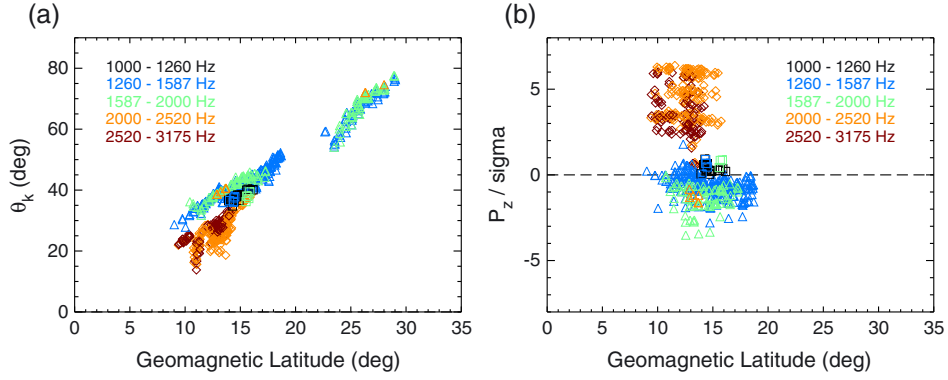 (a)
θk (deg)
80
60
40
20
0
1000 - 1260 Hz
1260 - 1587 Hz
1587 - 2000 Hz
2000 - 2520 Hz
2520 - 3175 Hz
0 5 10 15 20 25 30 35
Geomagnetic Latitude (deg)
(b)
Pz / sigma
5
0
-5
1000 - 1260 Hz
1260 - 1587 Hz
1587 - 2000 Hz
2000 - 2520 Hz
2520 - 3175 Hz
0 5 10 15 20 25 30 35
Geomagnetic Latitude (deg)